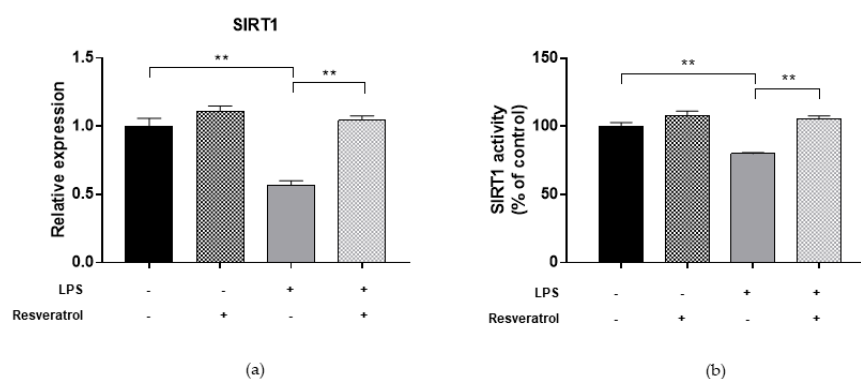 SIRT1
Relative expression
1.5
1.0
0.5
0.0
** **
LPS - - + +
Resveratrol - + - +
(a)
SIRT1 activity
(% of control)
150
100
50
0
** **
LPS - - + +
Resveratrol - + - +
(b)